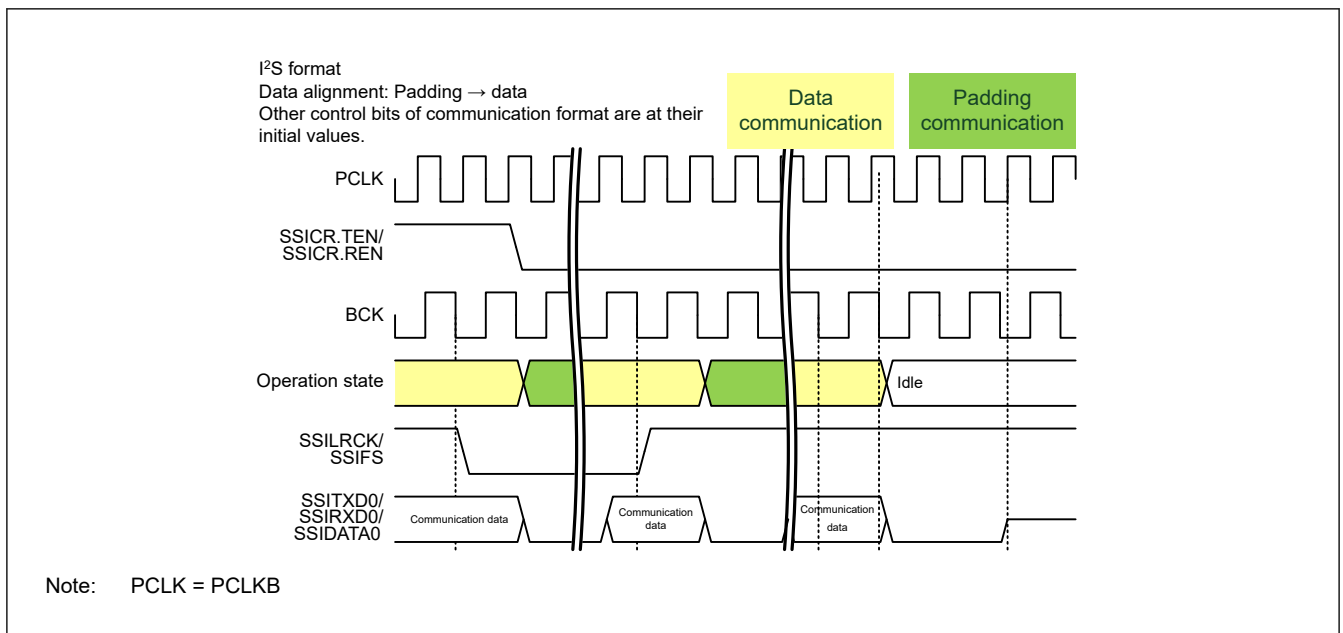 I²S format
Data alignment: Padding → data
Other control bits of communication format are at their
initial values.
Data
communication
Padding
communication
PCLK
SSICR.TEN/
SSICR.REN
BCK
Operation state
Idle
SSILRCK/
SSIFS
SSITXD0/
SSIRXD0/
SSIDATA0
Communication data
Communication
data
Communication
data
Note: PCLK = PCLKB